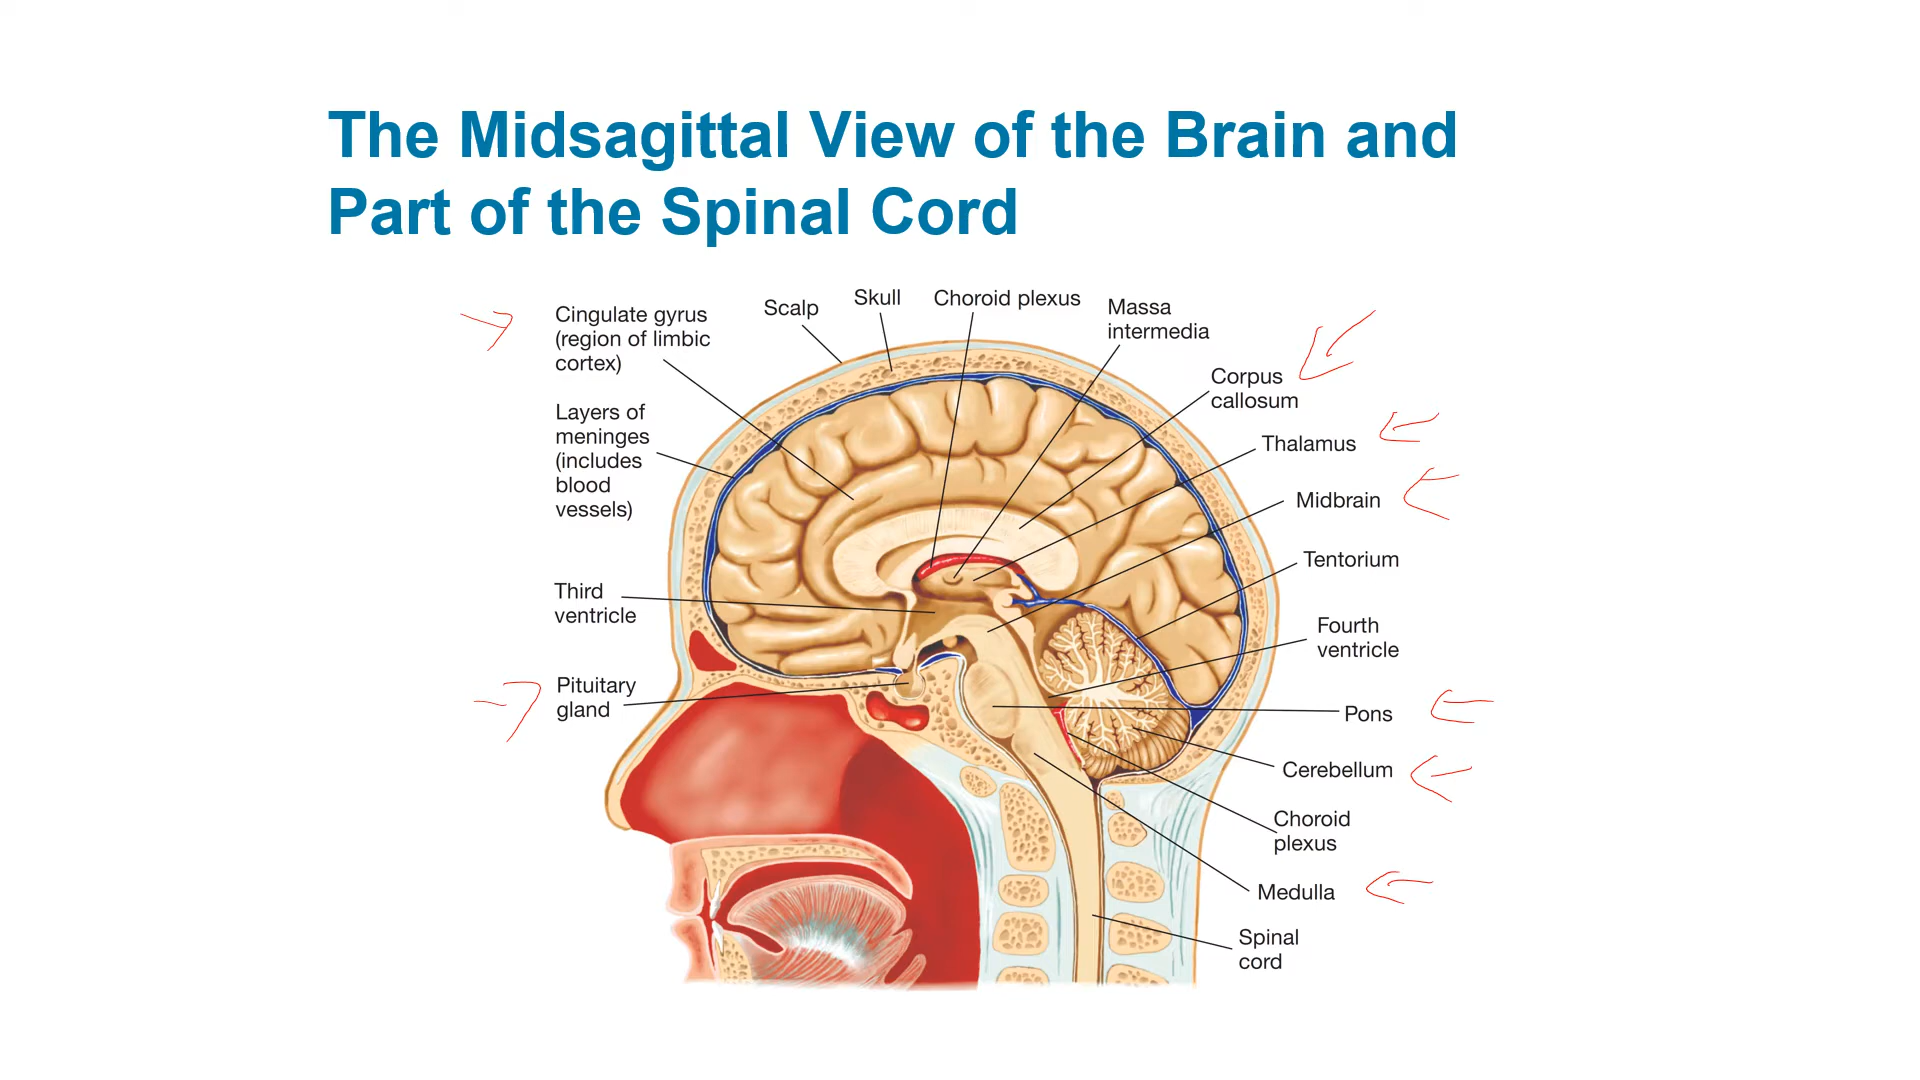 The Midsagittal View of the Brain and
Part of the Spinal Cord
Cingulate gyrus
(region of limbic
cortex)
Scalp
Skull
Choroid plexus
Massa
intermedia
Corpus
callosum
Layers of
meninges
(includes
blood
vessels)
Thalamus
Midbrain
Tentorium
Third
ventricle
Fourth
ventricle
Pituitary
gland
Pons
Cerebellum
Choroid
plexus
Medulla
Spinal
cord